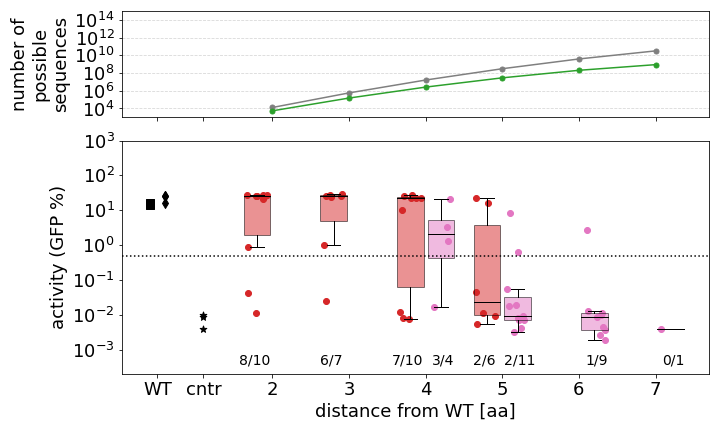 number of
possible
sequences
10^14
10^12
10^10
10^8
10^6
10^4
activity (GFP %)
10^3
10^2
10^1
10^0
10^−1
10^−2
10^−3
8/10 6/7 7/10 3/4 2/6 2/11 1/9 0/1
WT cntr 2 3 4 5 6 7
distance from WT [aa]